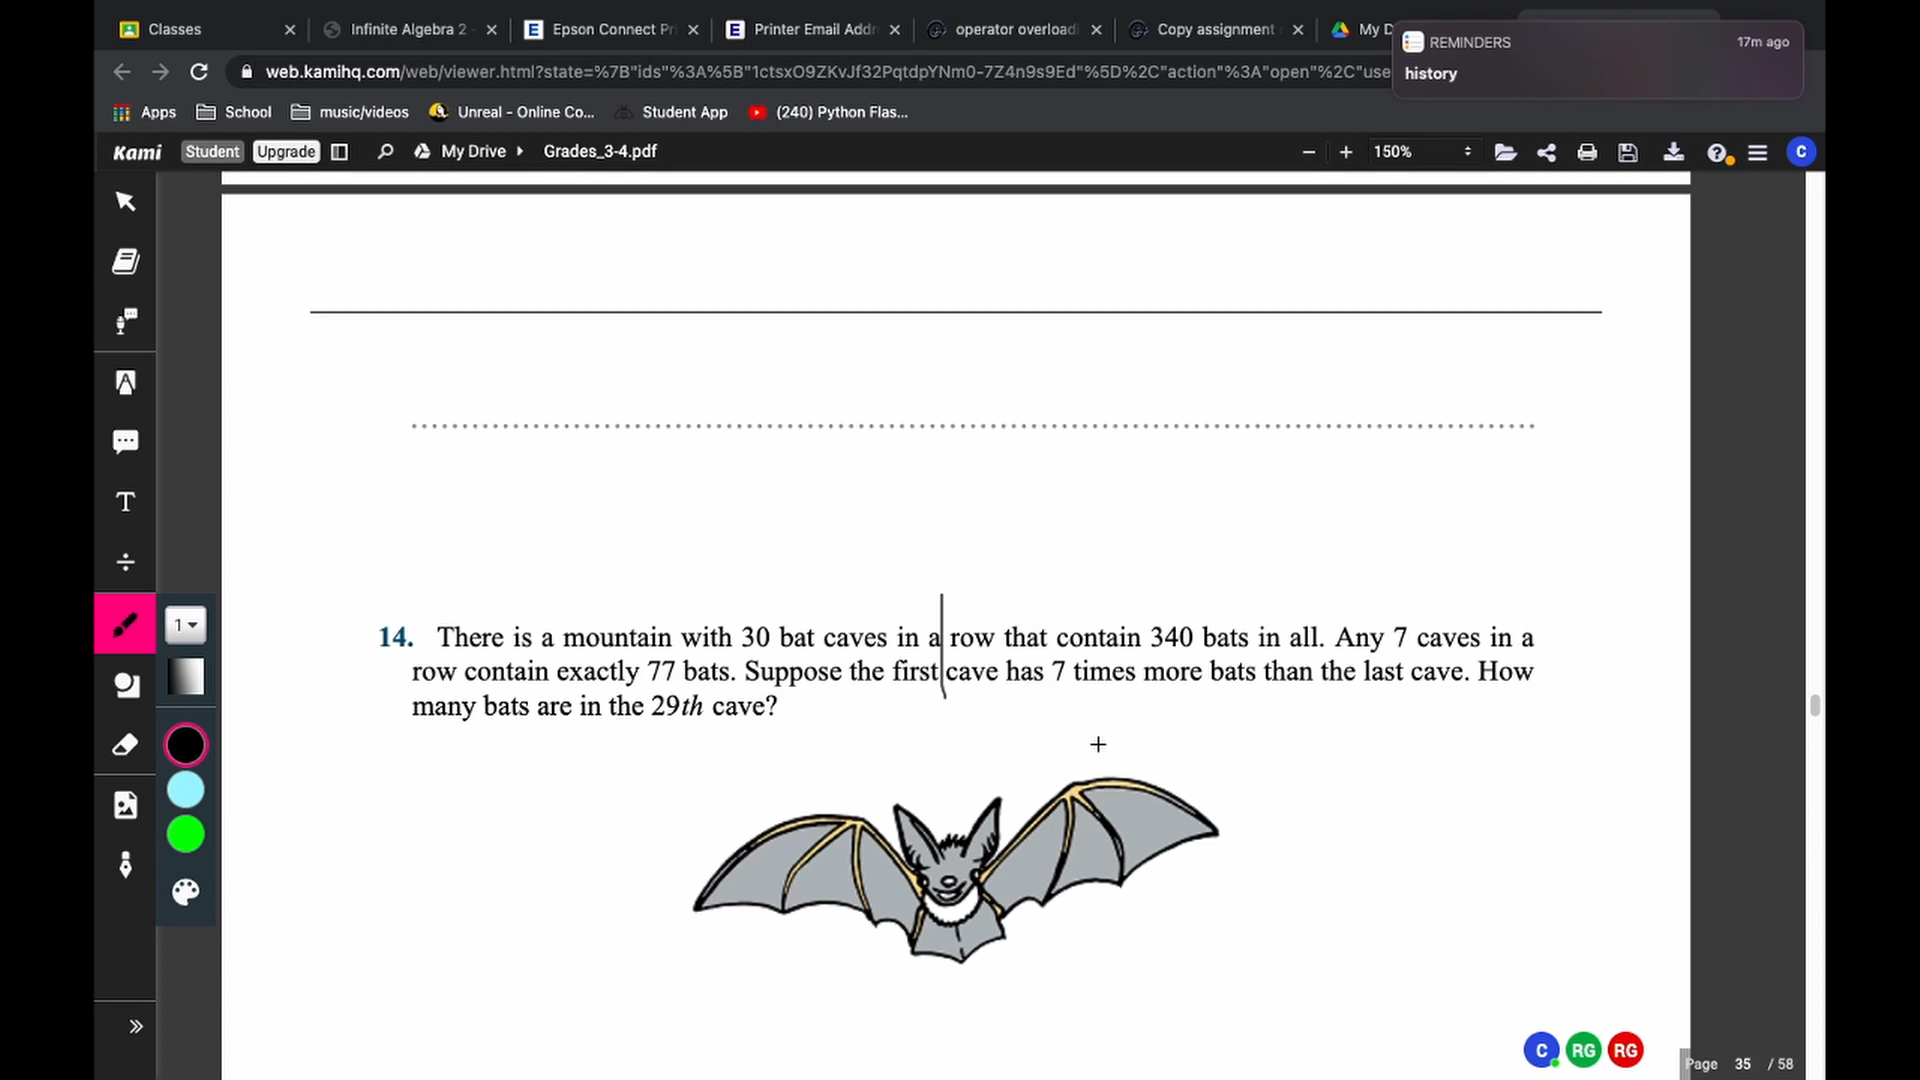 Classes
Infinite Algebra 2 -
Epson Connect Pr
Printer Email Addr
operator overloadi
Copy assignment
My D
REMINDERS
17m ago
history
web.kamihq.com/web/viewer.html?state=%7B"ids"%3A%5B"1ctsxO9ZKvJf32PqtdpYNm0-7Z4n9s9Ed"%5D%2C"action"%3A"open"%2C"use
Apps
School
music/videos
Unreal - Online Co...
Student App
(240) Python Flas...
Kami
Student
Upgrade
My Drive
Grades_3-4.pdf
150%
C
T
1
14. There is a mountain with 30 bat caves in a row that contain 340 bats in all. Any 7 caves in a
row contain exactly 77 bats. Suppose the first cave has 7 times more bats than the last cave. How
many bats are in the 29th cave?
C RG RG
Page 35 / 58